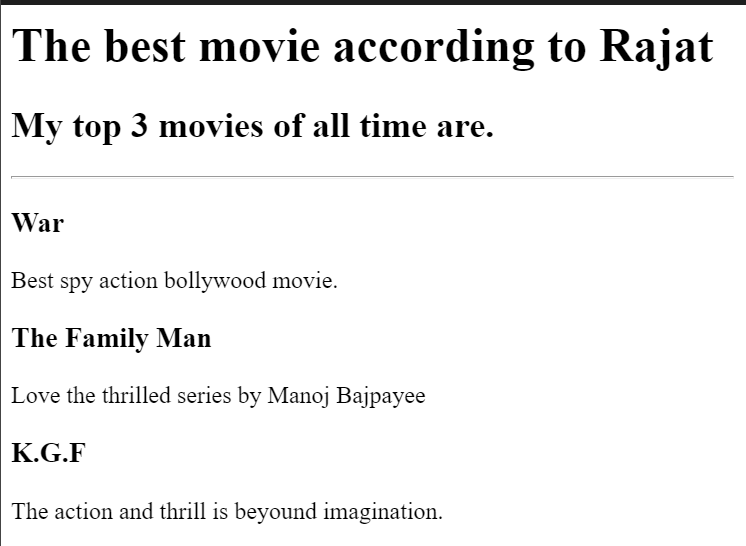 The best movie according to Rajat
My top 3 movies of all time are.
War
Best spy action bollywood movie.
The Family Man
Love the thrilled series by Manoj Bajpayee
K.G.F
The action and thrill is beyound imagination.